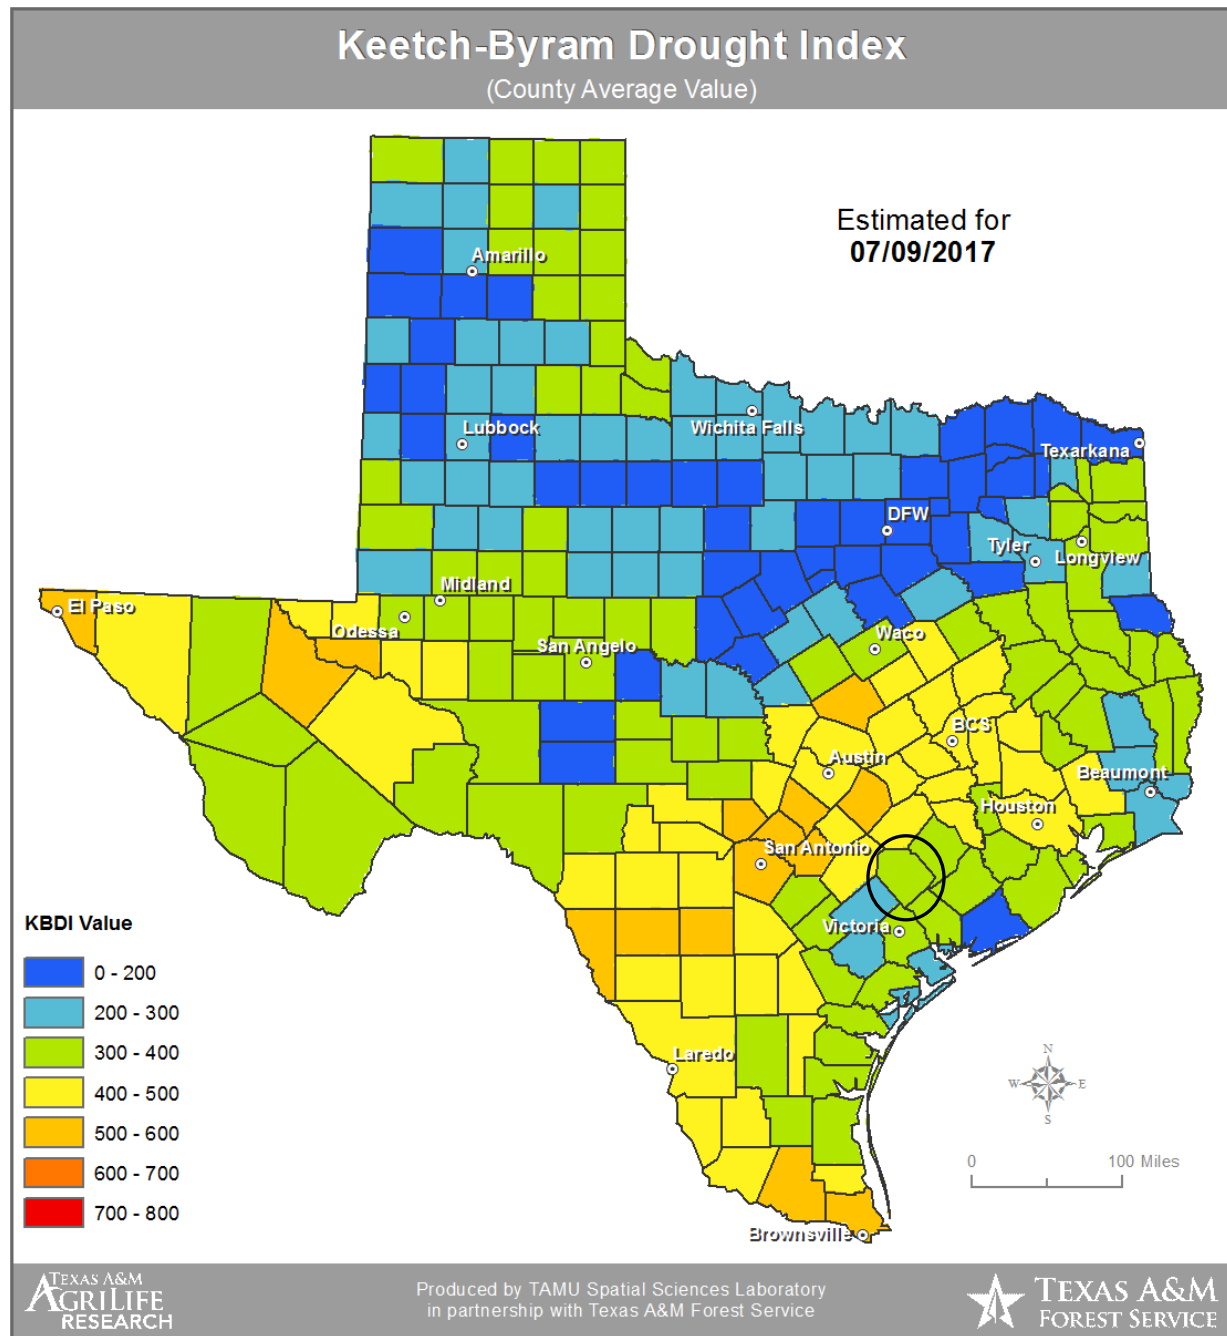 Keetch-Byram Drought Index
(County Average Value)
Estimated for
07/09/2017
Amarillo
Lubbock
Wichita Falls
Texarkana
DFW
Tyler
Longview
Midland
El Paso
Odessa
San Angelo
Waco
BCS
Austin
Beaumont
Houston
San Antonio
Victoria
Laredo
Brownsville
KBDI Value
0 - 200
200 - 300
300 - 400
400 - 500
500 - 600
600 - 700
700 - 800
N
W
E
S
0
100 Miles
TEXAS A&M
AGRILIFE
RESEARCH
Produced by TAMU Spatial Sciences Laboratory
in partnership with Texas A&M Forest Service
TEXAS A&M
FOREST SERVICE